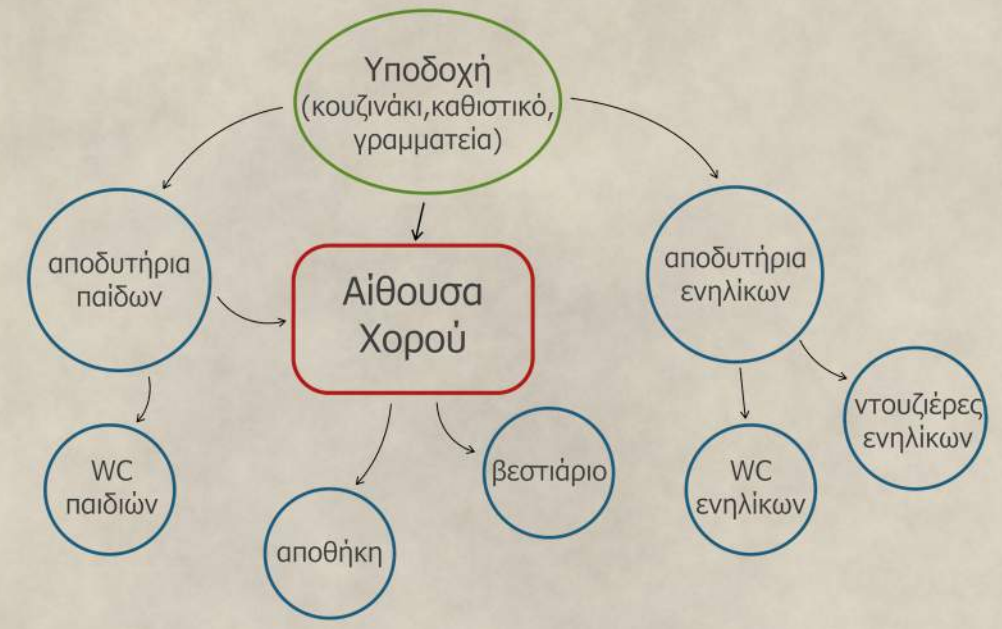 Υποδοχή
(κουζινάκι,καθιστικό,
γραμματεία)
αποδυτήρια
παίδων
Αίθουσα
Χορού
αποδυτήρια
ενηλίκων
WC
παιδιών
αποθήκη
βεστιάριο
WC
ενηλίκων
ντουζιέρες
ενηλίκων